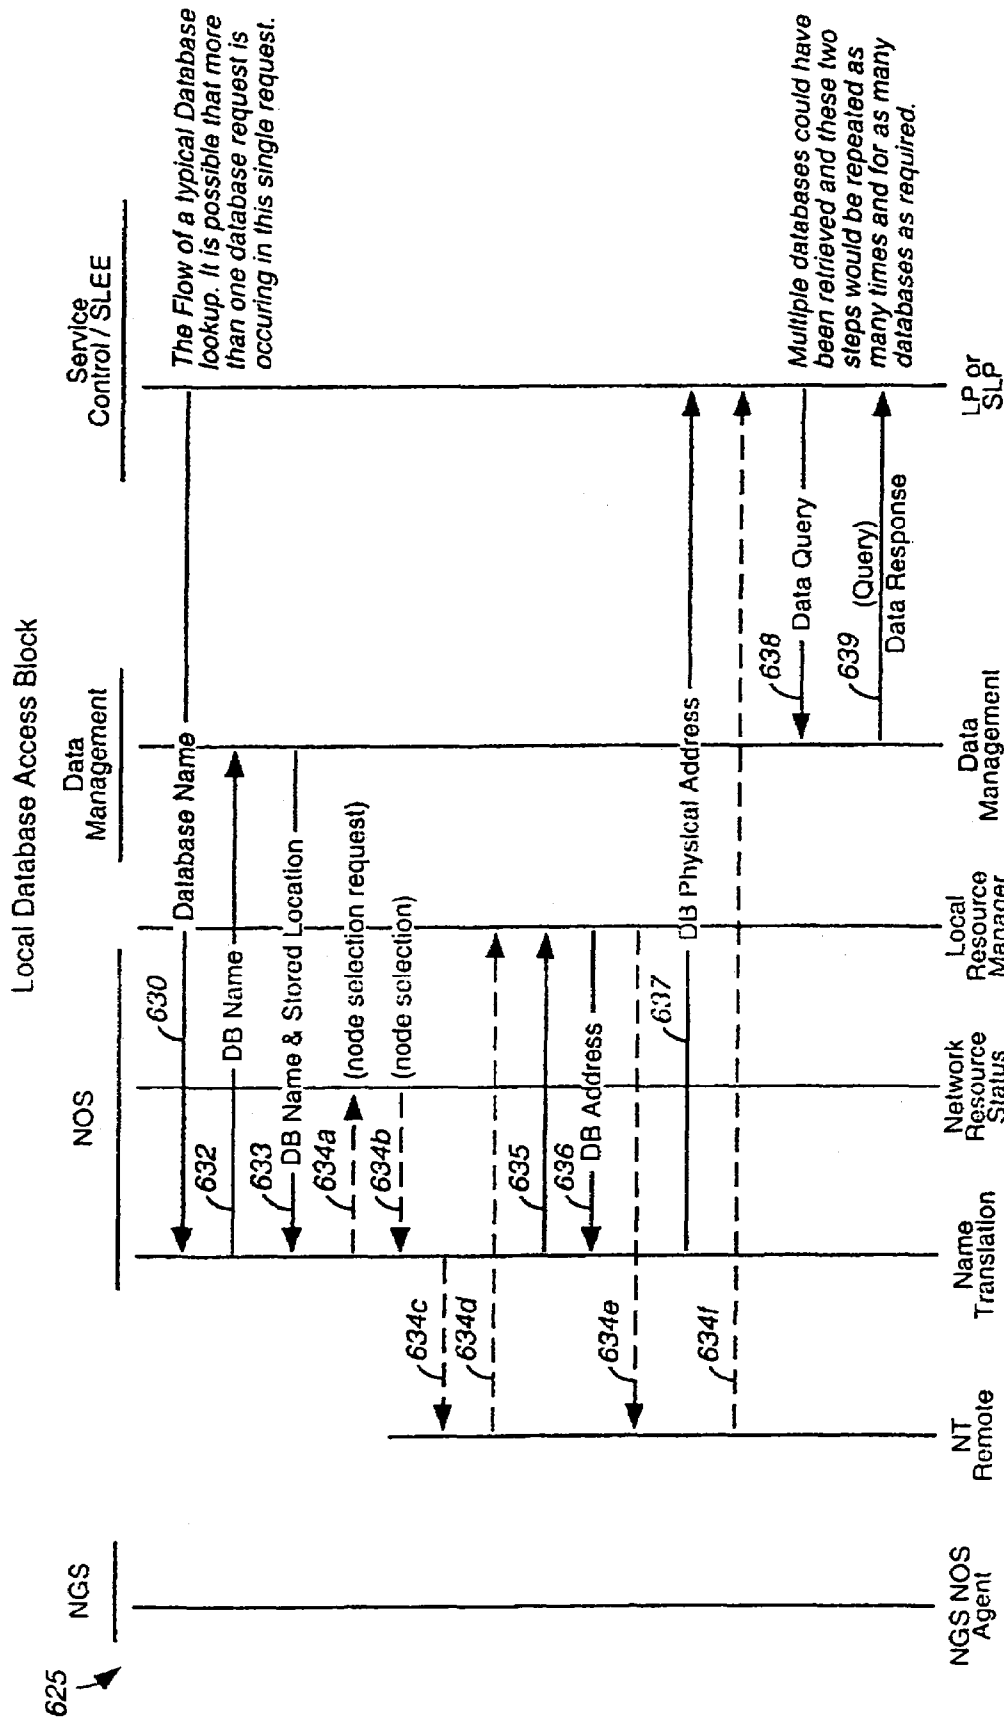 Local Database Access Block
625
NGS
NOS
Data
Management
Service
Control / SLEE
The Flow of a typical Database
lookup. It is possible that more
than one database request is
occuring in this single request.
Database Name
630
632
DB Name
633
DB Name & Stored Location
634a
(node selection request)
634b
(node selection)
634c
634d
635
636
DB Address
634e
637
DB Physical Address
634f
638
Data Query
639
(Query)
Data Response
Multiple databases could have
been retrieved and these two
steps would be repeated as
many times and for as many
databases as required.
NGS NOS
Agent
NT
Remote
Name
Translation
Network
Resource
Status
Local
Resource
Manager
Data
Management
LP or
SLP